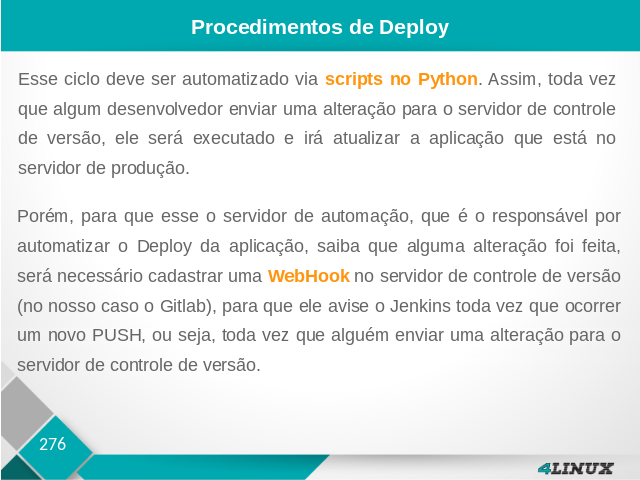 Procedimentos de Deploy
Esse ciclo deve ser automatizado via scripts no Python. Assim, toda vez
que algum desenvolvedor enviar uma alteração para o servidor de controle
de versão, ele será executado e irá atualizar a aplicação que está no
servidor de produção.
Porém, para que esse o servidor de automação, que é o responsável por
automatizar o Deploy da aplicação, saiba que alguma alteração foi feita,
será necessário cadastrar uma WebHook no servidor de controle de versão
(no nosso caso o Gitlab), para que ele avise o Jenkins toda vez que ocorrer
um novo PUSH, ou seja, toda vez que alguém enviar uma alteração para o
servidor de controle de versão.
276
4LINUX